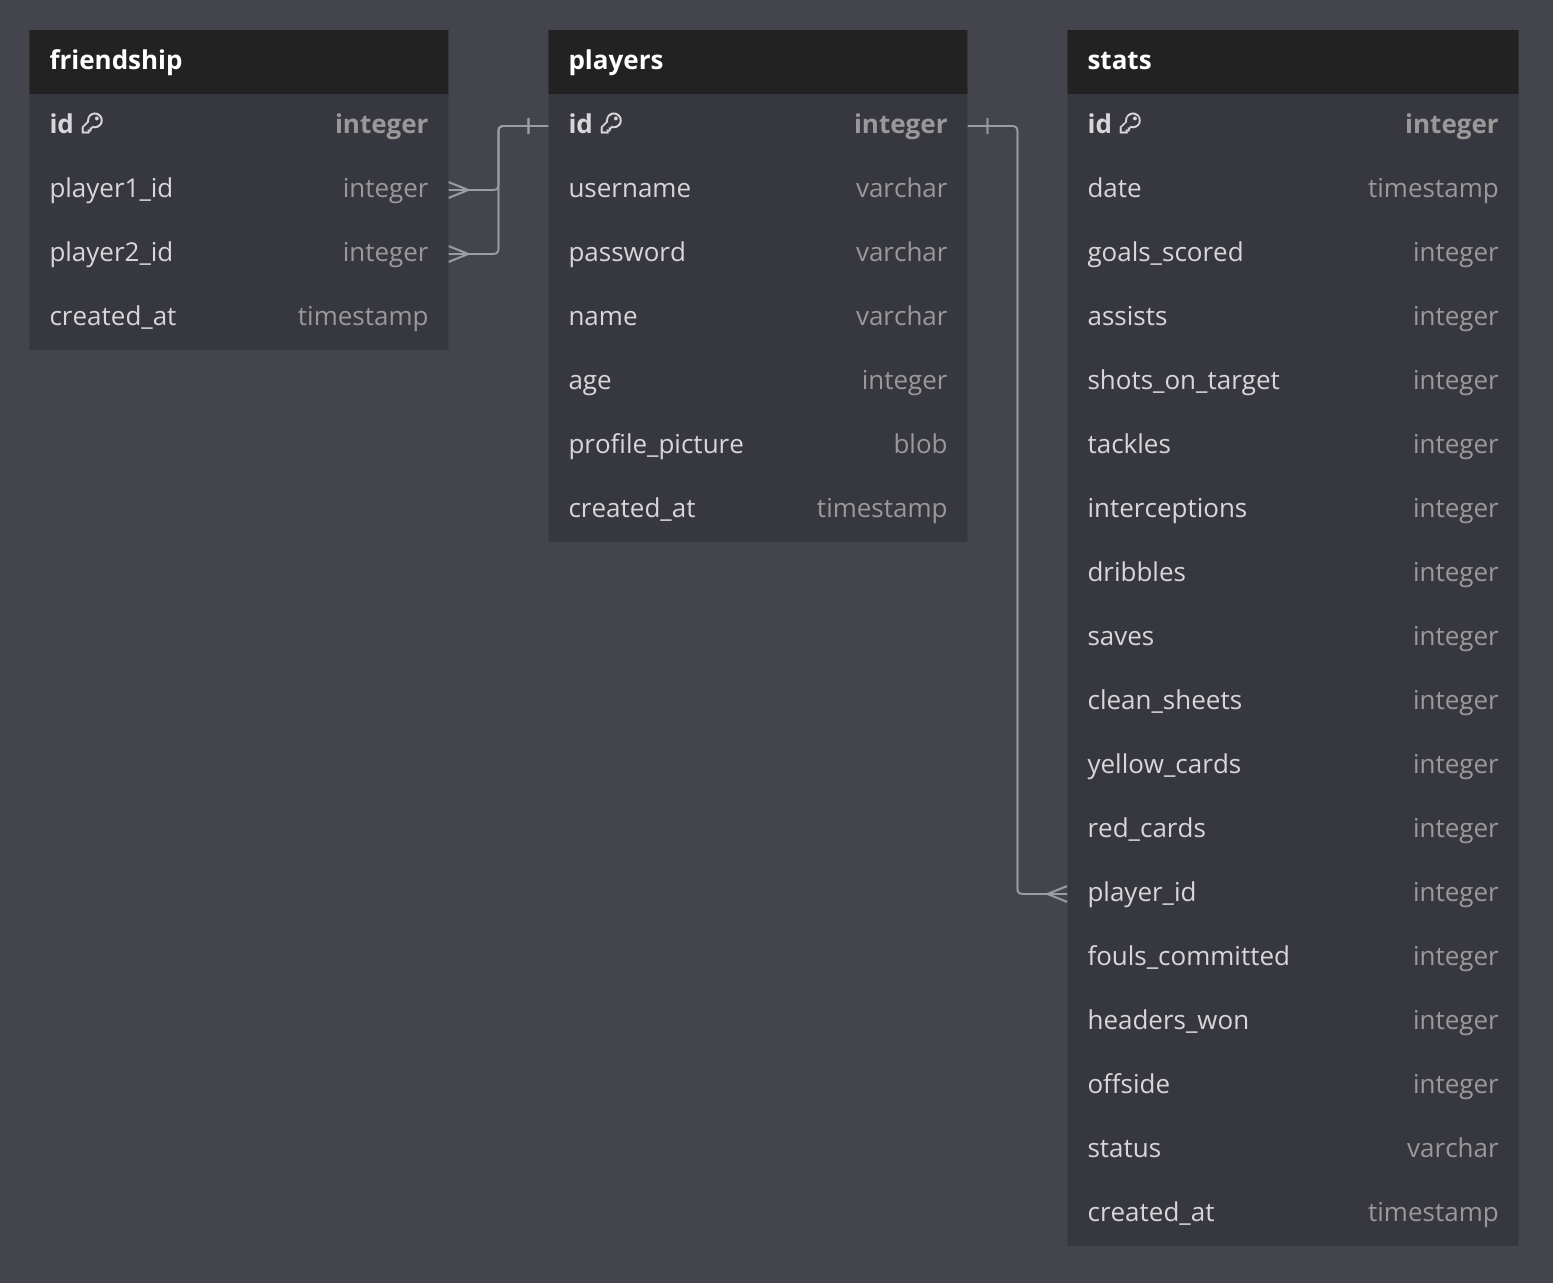 friendship
id integer
player1_id integer
player2_id integer
created_at timestamp
players
id integer
username varchar
password varchar
name varchar
age integer
profile_picture blob
created_at timestamp
stats
id integer
date timestamp
goals_scored integer
assists integer
shots_on_target integer
tackles integer
interceptions integer
dribbles integer
saves integer
clean_sheets integer
yellow_cards integer
red_cards integer
player_id integer
fouls_committed integer
headers_won integer
offside integer
status varchar
created_at timestamp